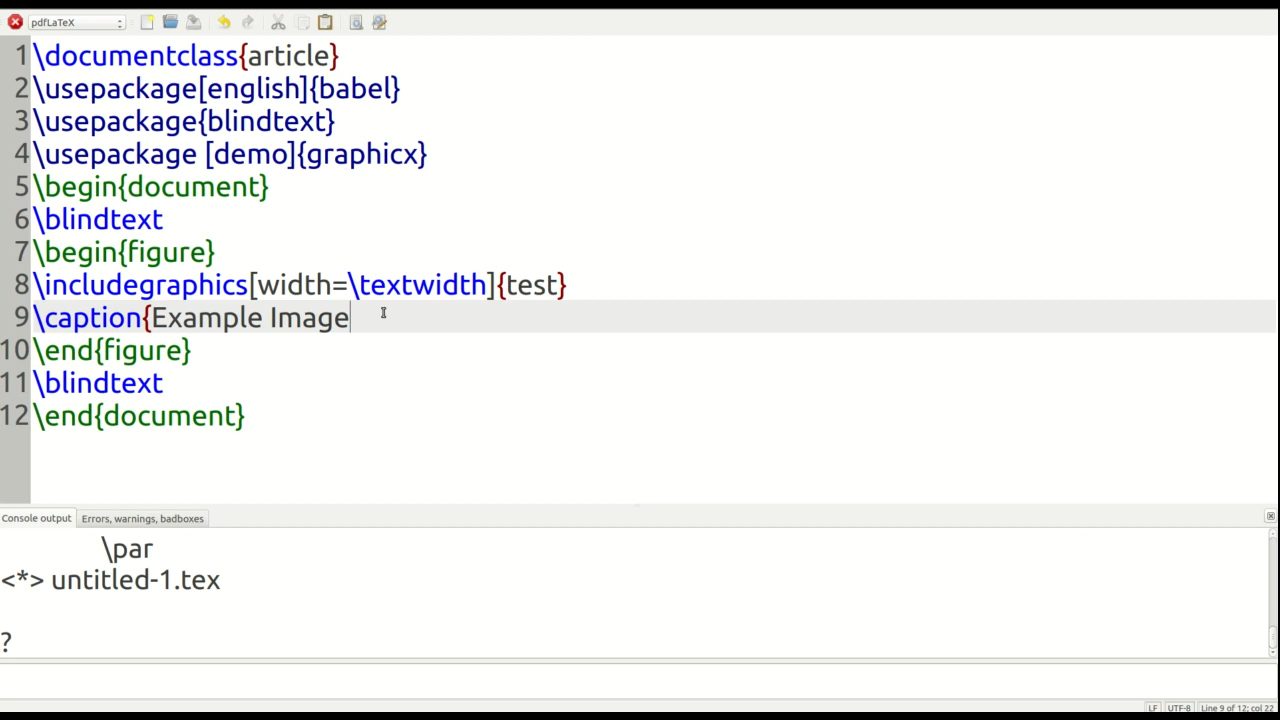 pdfLaTeX
1 \documentclass{article}
2 \usepackage[english]{babel}
3 \usepackage{blindtext}
4 \usepackage [demo]{graphicx}
5 \begin{document}
6 \blindtext
7 \begin{figure}
8 \includegraphics[width=\textwidth]{test}
9 \caption{Example Image
10 \end{figure}
11 \blindtext
12 \end{document}
Console output Errors, warnings, badboxes
\par
<*> untitled-1.tex
?
LF UTF-8 Line 9 of 12; col 22